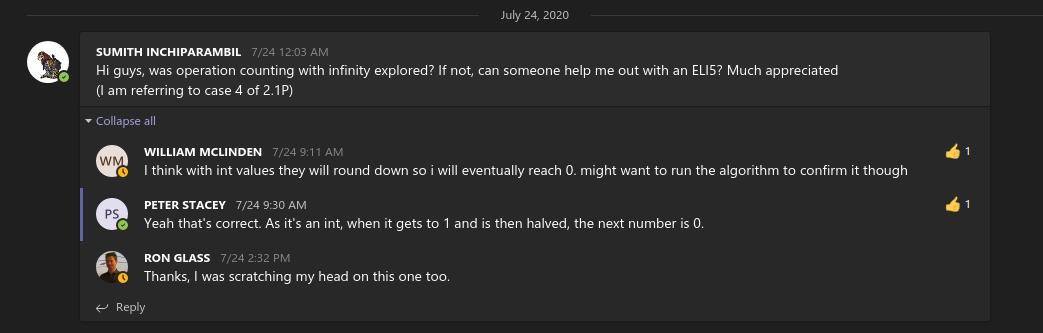 July 24, 2020
SUMITH INCHIPARAMBIL 7/24 12:03 AM
Hi guys, was operation counting with infinity explored? If not, can someone help me out with an ELI5? Much appreciated
(I am referring to case 4 of 2.1P)
Collapse all
WM
WILLIAM MCLINDEN 7/24 9:11 AM
👍 1
I think with int values they will round down so i will eventually reach 0. might want to run the algorithm to confirm it though
PS
PETER STACEY 7/24 9:30 AM
👍 1
Yeah that's correct. As it's an int, when it gets to 1 and is then halved, the next number is 0.
RON GLASS 7/24 2:32 PM
Thanks, I was scratching my head on this one too.
Reply